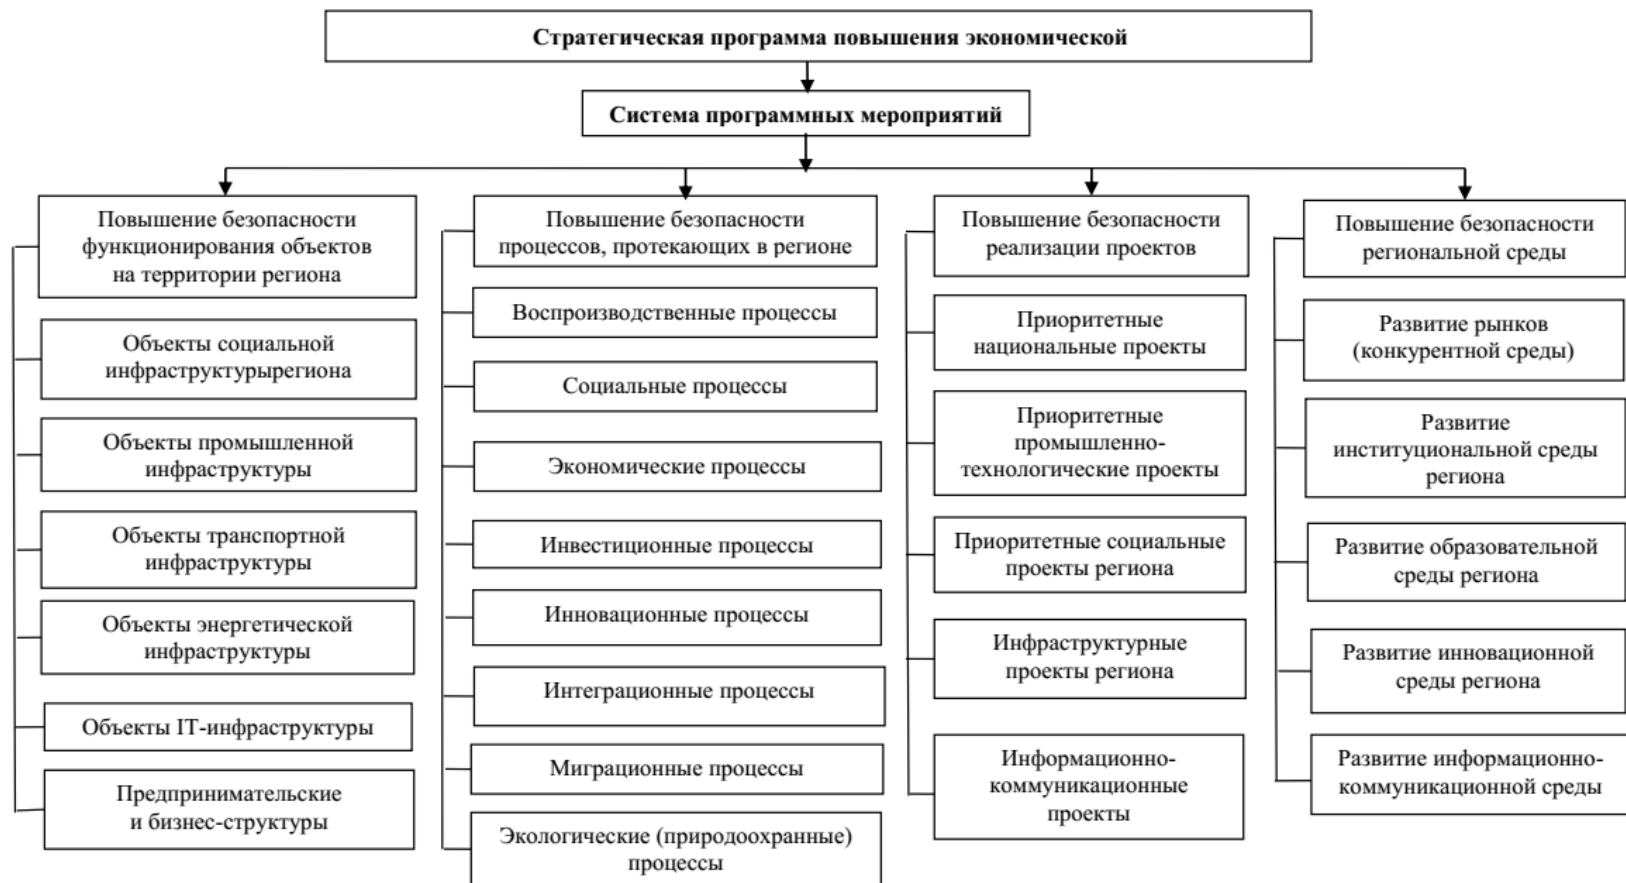 Стратегическая программа повышения экономической
Система программных мероприятий
Повышение безопасности
функционирования объектов
на территории региона
Объекты социальной
инфраструктурырегиона
Объекты промышленной
инфраструктуры
Объекты транспортной
инфраструктуры
Объекты энергетической
инфраструктуры
Объекты IT-инфраструктуры
Предпринимательские
и бизнес-структуры
Повышение безопасности
процессов, протекающих в регионе
Воспроизводственные процессы
Социальные процессы
Экономические процессы
Инвестиционные процессы
Инновационные процессы
Интеграционные процессы
Миграционные процессы
Экологические (природоохранные)
процессы
Повышение безопасности
реализации проектов
Приоритетные
национальные проекты
Приоритетные
промышленно-
технологические проекты
Приоритетные социальные
проекты региона
Инфраструктурные
проекты региона
Информационно-
коммуникационные
проекты
Повышение безопасности
региональной среды
Развитие рынков
(конкурентной среды)
Развитие
институциональной среды
региона
Развитие образовательной
среды региона
Развитие инновационной
среды региона
Развитие информационно-
коммуникационной среды